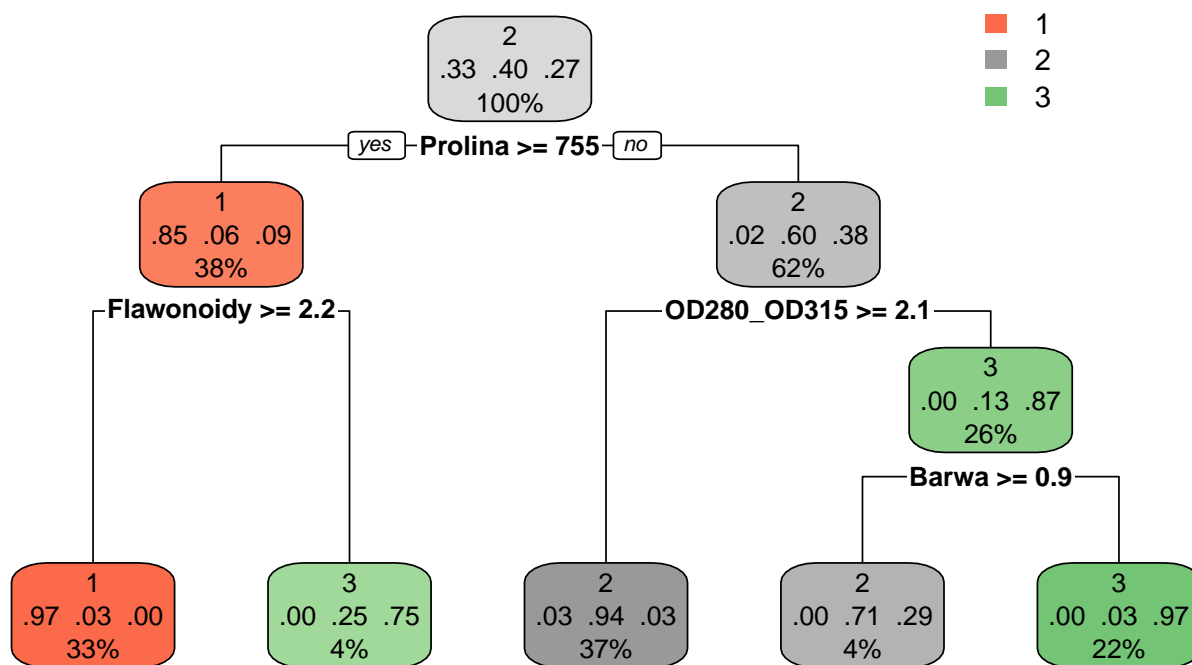 2
.33 .40 .27
100%
1
2
3
yes Prolina >= 755 no
1
.85 .06 .09
38%
2
.02 .60 .38
62%
Flawonoidy >= 2.2
OD280_OD315 >= 2.1
3
.00 .13 .87
26%
Barwa >= 0.9
1
.97 .03 .00
33%
3
.00 .25 .75
4%
2
.03 .94 .03
37%
2
.00 .71 .29
4%
3
.00 .03 .97
22%